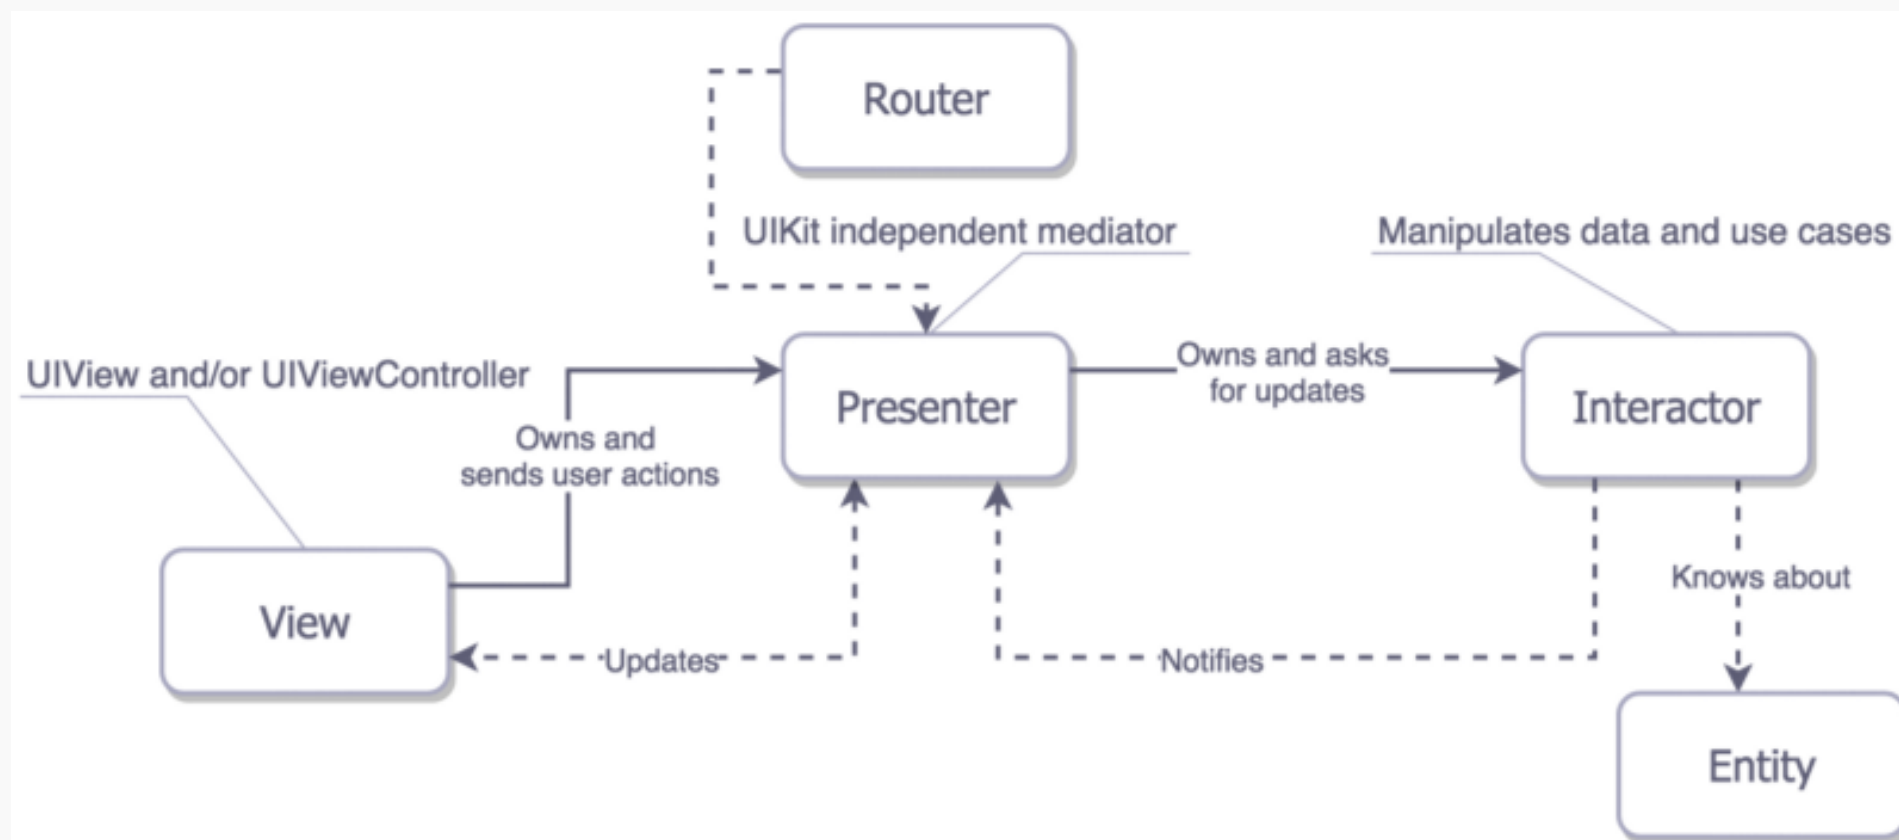 Router
UIKit independent mediator
Manipulates data and use cases
UIView and/or UIViewController
Owns and asks
for updates
Presenter
Interactor
Owns and
sends user actions
View
Updates
Notifies
Knows about
Entity